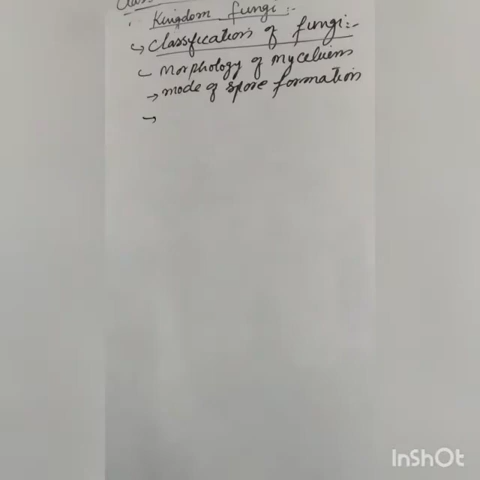 Kingdom fungi :-
→ Classification of fungi:-
→ Morphology of mycelium
→ mode of spore formation
→
InShOt